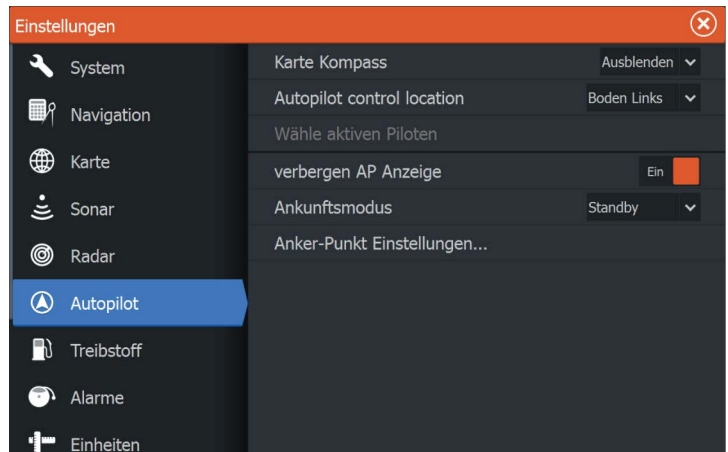 Einstellungen
System
Navigation
Karte
Sonar
Radar
Autopilot
Treibstoff
Alarme
Einheiten
Karte Kompass Ausblenden
Autopilot control location Boden Links
Wähle aktiven Piloten
verbergen AP Anzeige Ein
Ankunftsmodus Standby
Anker-Punkt Einstellungen...